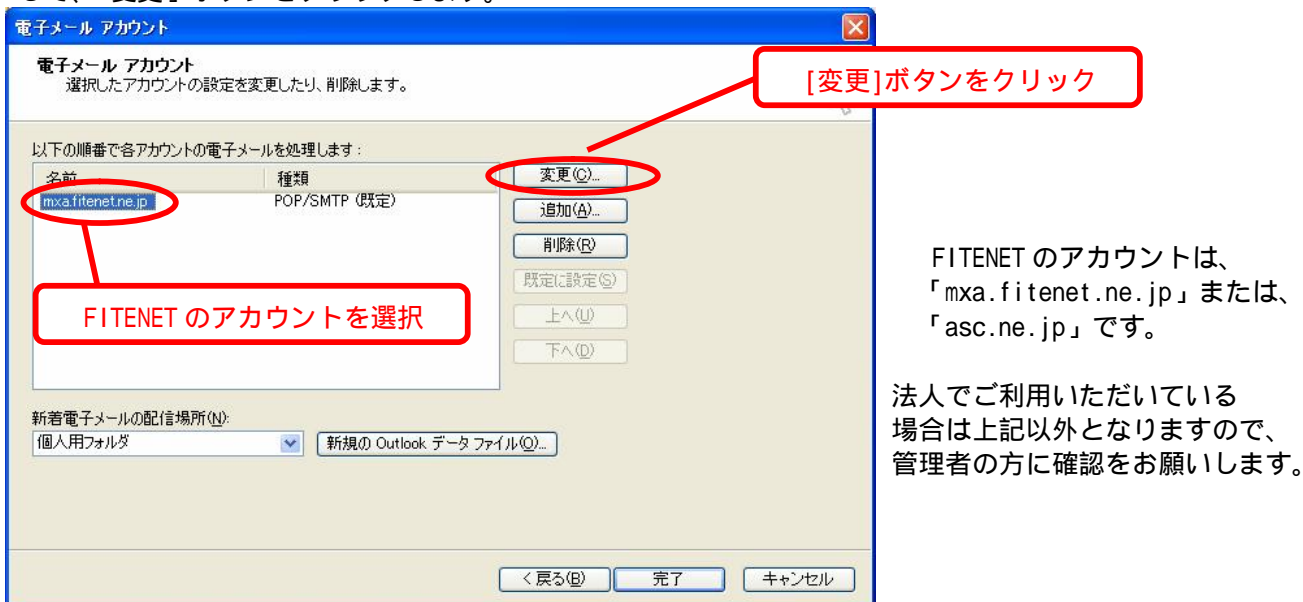 電子メール アカウント
電子メール アカウント
選択したアカウントの設定を変更したり、削除します。
[変更]ボタンをクリック
以下の順番で各アカウントの電子メールを処理します:
名前 種類
mxa.fitenet.ne.jp POP/SMTP (既定)
変更(C)...
追加(A)...
削除(R)
既定に設定(S)
上へ(U)
下へ(D)
FITENET のアカウントを選択
FITENET のアカウントは、
「mxa.fitenet.ne.jp」または、
「asc.ne.jp」です。
法人でご利用いただいている
場合は上記以外となりますので、
管理者の方に確認をお願いします。
新着電子メールの配信場所(N):
個人用フォルダ
新規の Outlook データ ファイル(O)...
< 戻る(B)
完了
キャンセル